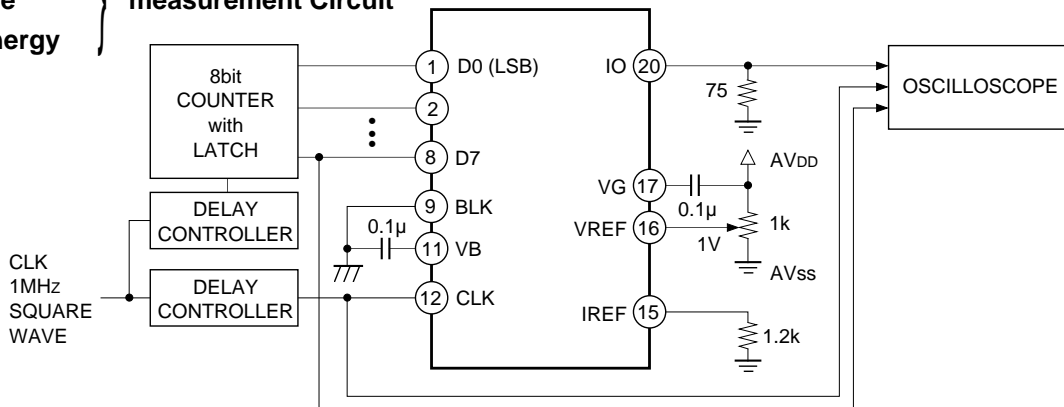 measurement Circuit
8bit
COUNTER
with
LATCH
DELAY
CONTROLLER
CLK
1MHz
SQUARE
WAVE
DELAY
CONTROLLER
1 D0 (LSB)
2
8 D7
9 BLK
0.1µ
11 VB
12 CLK
IO 20
75
OSCILLOSCOPE
AVDD
VG 17
0.1µ
VREF 16
1V
1k
AVSS
IREF 15
1.2k